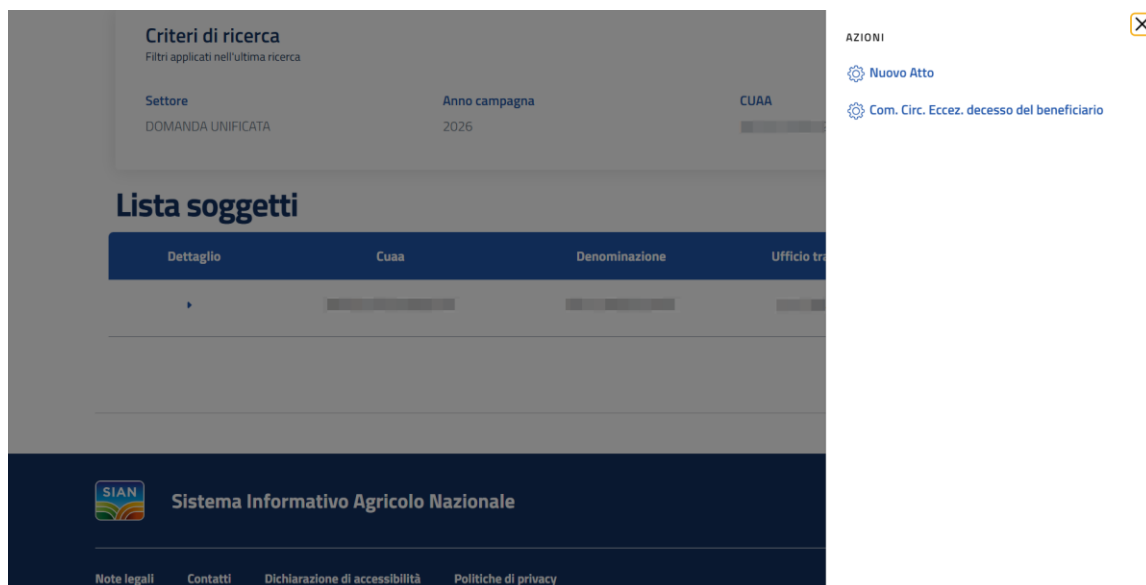 Criteri di ricerca
Filtri applicati nell'ultima ricerca
Settore Anno campagna CUAA
DOMANDA UNIFICATA 2026
Lista soggetti
Dettaglio Cuaa Denominazione Ufficio tra
SIAN
Sistema Informativo Agricolo Nazionale
Note legali Contatti Dichiarazione di accessibilità Politiche di privacy
AZIONI
Nuovo Atto
Com. Circ. Eccez. decesso del beneficiario